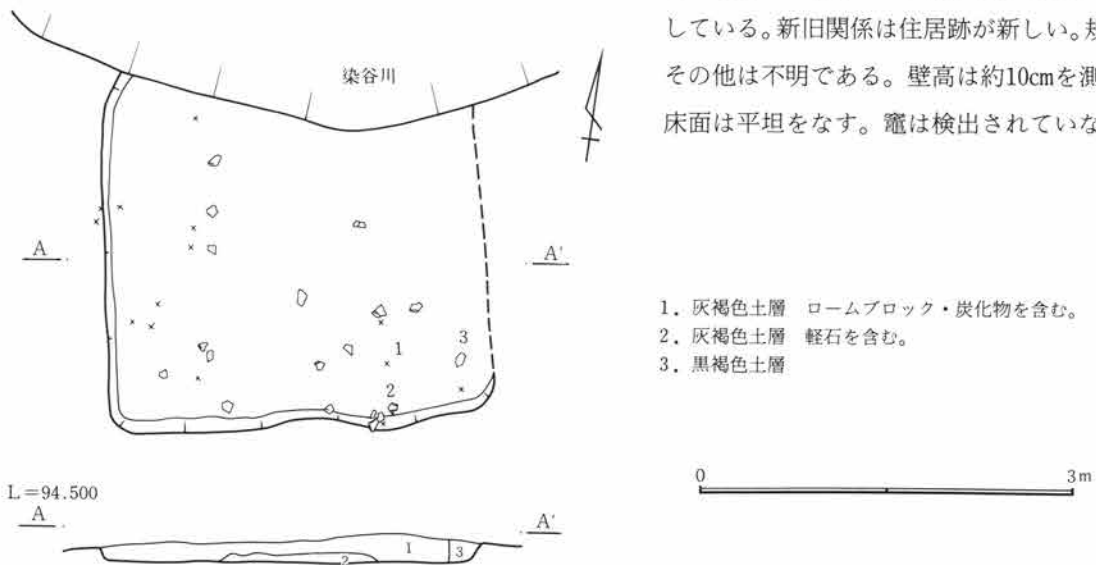 している。新旧関係は住居跡が新しい。規
その他は不明である。壁高は約10cmを測
床面は平坦をなす。竈は検出されていな
染谷川
A
A'
1
2
3
1. 灰褐色土層 ロームブロック・炭化物を含む。
2. 灰褐色土層 軽石を含む。
3. 黒褐色土層
0 3m
L=94.500
A
A'
1
2
3